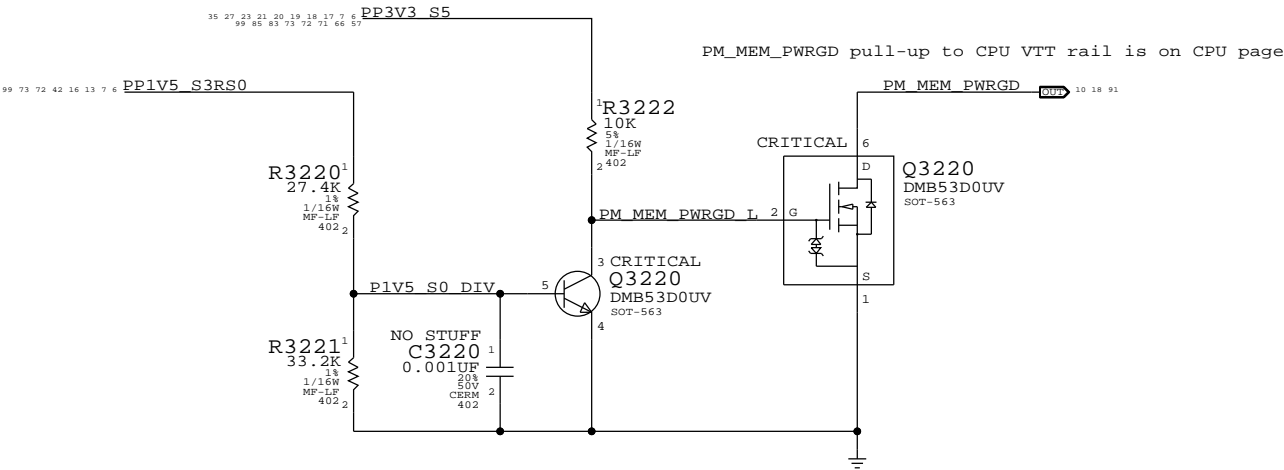 35 27 23 21 20 19 18 17 7 6
99 85 83 73 72 71 66 57
PP3V3_S5
PM_MEM_PWRGD pull-up to CPU VTT rail is on CPU page
99 73 72 42 16 13 7 6
PP1V5_S3RS0
PM_MEM_PWRGD
OUT
10 18 91
1
R3222
10K
5%
1/16W
MF-LF
402
2
CRITICAL
6
D
Q3220
DMB53D0UV
SOT-563
R3220
1
27.4K
1%
1/16W
MF-LF
402
2
PM_MEM_PWRGD_L
2
G
S
1
3
CRITICAL
Q3220
DMB53D0UV
SOT-563
P1V5_S0_DIV
5
4
NO STUFF
C3220
1
0.001UF
20%
50V
CERM
402
2
R3221
1
33.2K
1%
1/16W
MF-LF
402
2